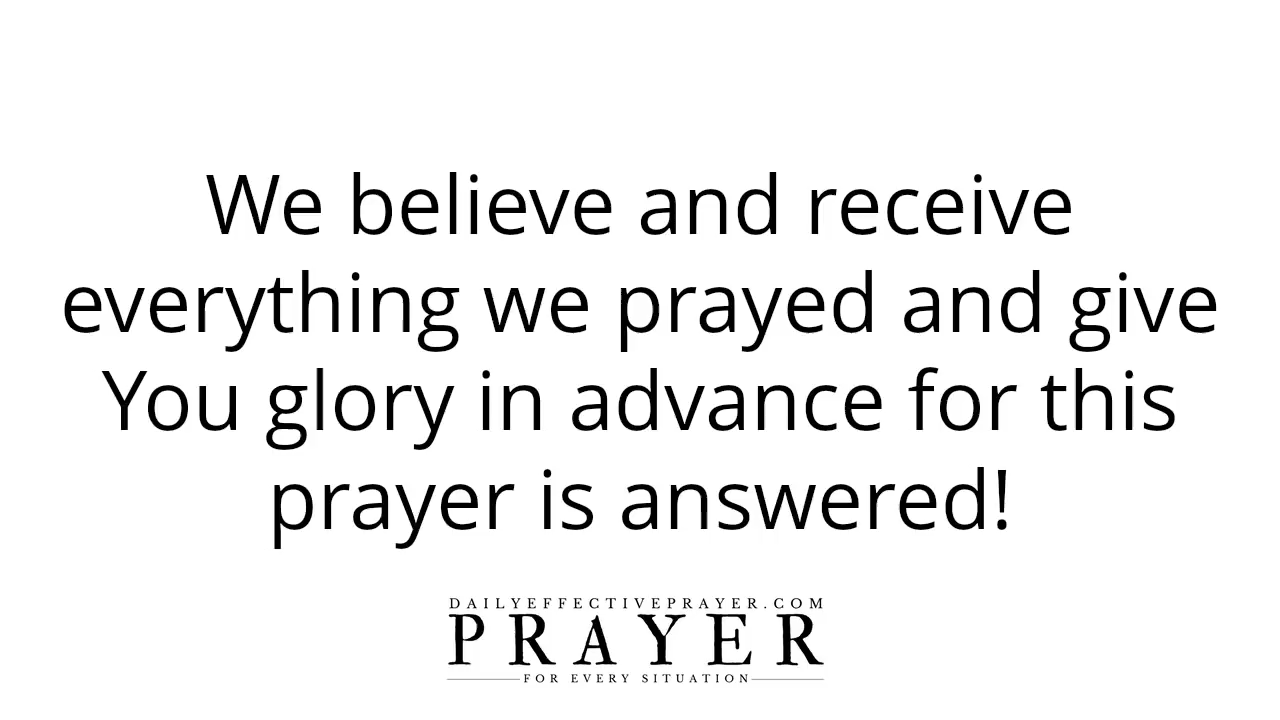 We believe and receive
everything we prayed and give
You glory in advance for this
prayer is answered!
DAILYEFFECTIVEPRAYER.COM
PRAYER
FOR EVERY SITUATION